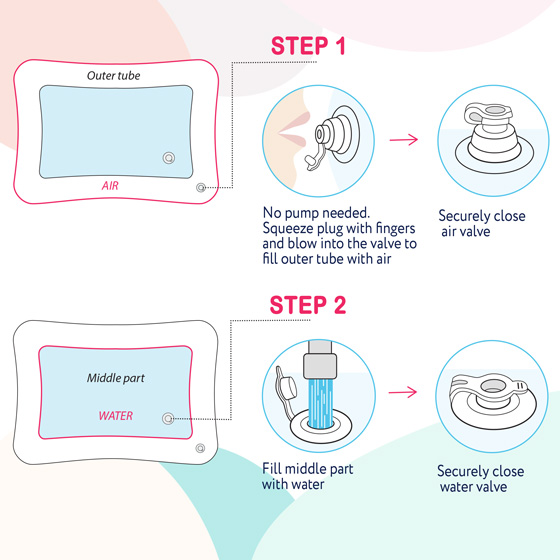 STEP 1
Outer tube
AIR
No pump needed.
Squeeze plug with fingers
and blow into the valve to
fill outer tube with air
Securely close
air valve
STEP 2
Middle part
WATER
Fill middle part
with water
Securely close
water valve